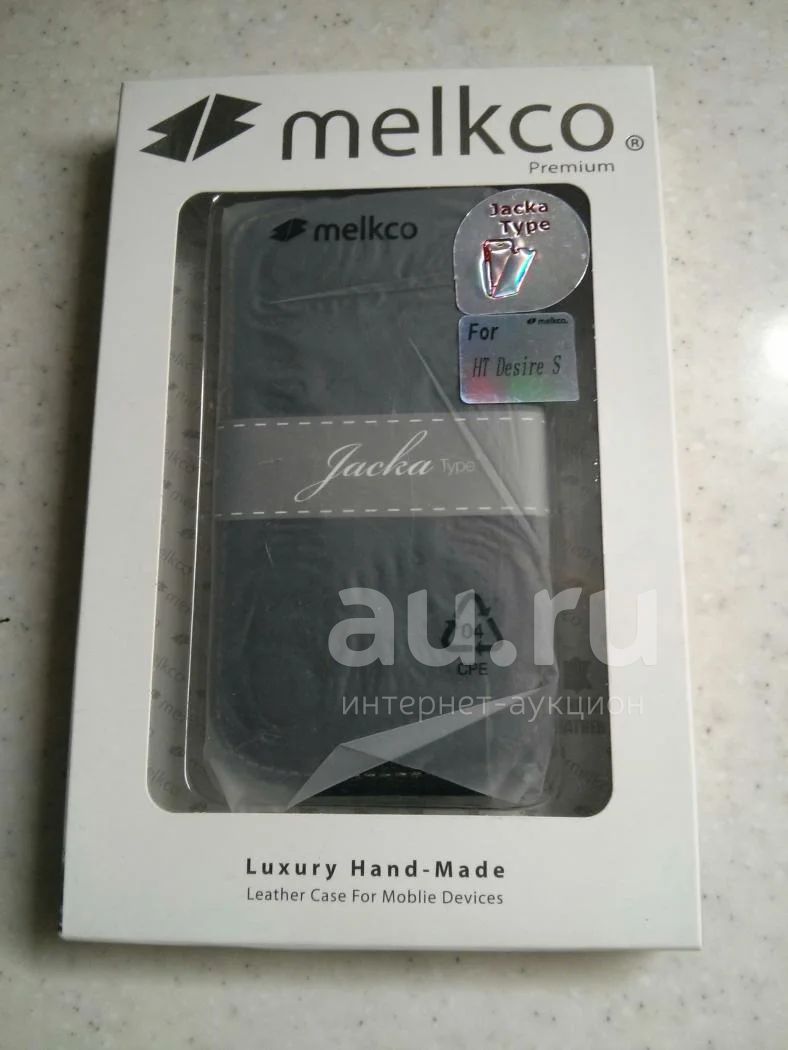 melkco®
Premium
melkco
Jacka
Type
melkco.
For
HT Desire S
Jacka Type
au.ru
04
CPE
интернет-аукцион
Luxury Hand-Made
Leather Case For Moblie Devices